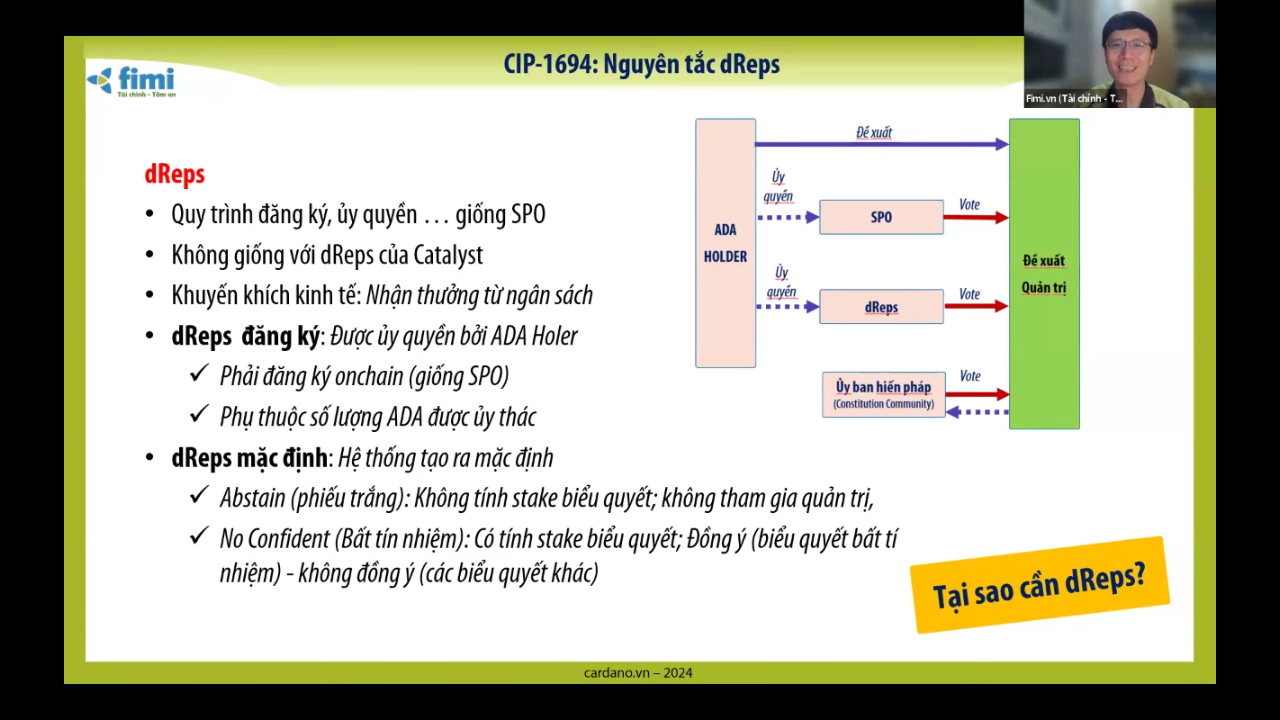 fimi
Tài chính - Tâm an
CIP-1694: Nguyên tắc dReps
Fimi.vn (Tài chính - T...
dReps
• Quy trình đăng ký, ủy quyền … giống SPO
• Không giống với dReps của Catalyst
• Khuyến khích kinh tế: Nhận thưởng từ ngân sách
• dReps đăng ký: Được ủy quyền bởi ADA Holer
✓ Phải đăng ký onchain (giống SPO)
✓ Phụ thuộc số lượng ADA được ủy thác
• dReps mặc định: Hệ thống tạo ra mặc định
✓ Abstain (phiếu trắng): Không tính stake biểu quyết; không tham gia quản trị,
✓ No Confident (Bất tín nhiệm): Có tính stake biểu quyết; Đồng ý (biểu quyết bất tí
nhiệm) - không đồng ý (các biểu quyết khác)
ADA
HOLDER
Đề xuất
Ủy
quyền
SPO
Vote
Ủy
quyền
dReps
Vote
Ủy ban hiến pháp
(Constitution Community)
Vote
Đề xuất
Quản trị
Tại sao cần dReps?
cardano.vn – 2024